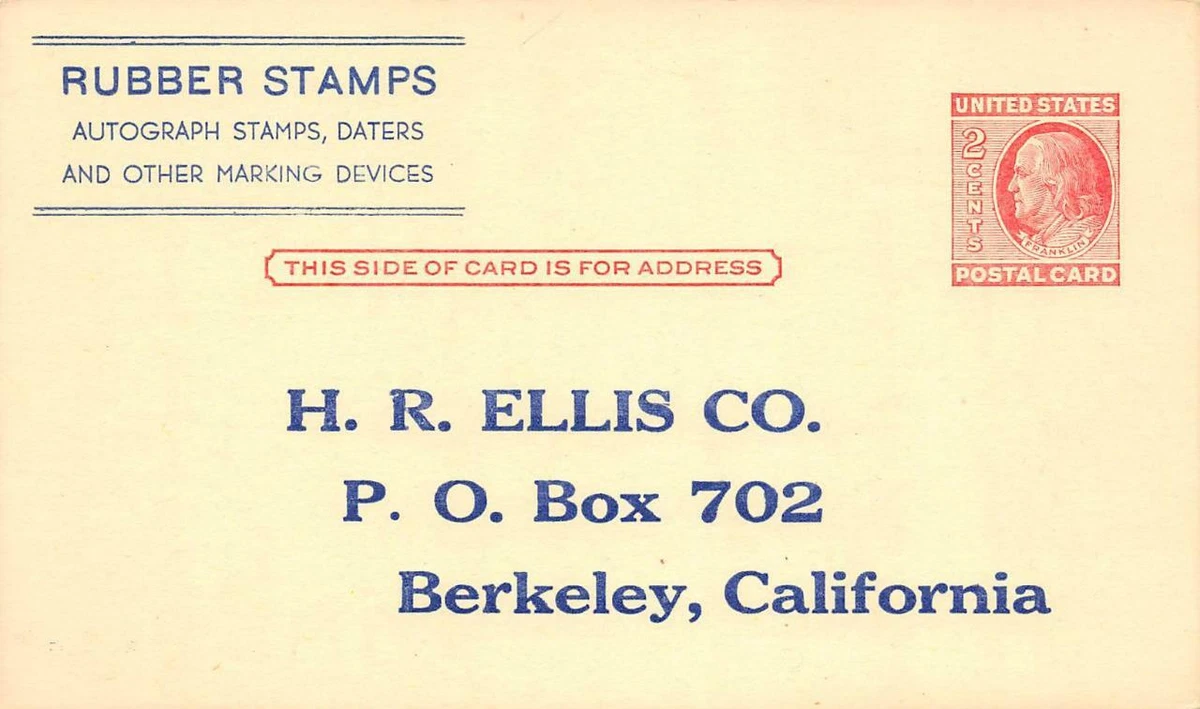 RUBBER STAMPS
AUTOGRAPH STAMPS, DATERS
AND OTHER MARKING DEVICES
UNITED STATES
2 CENTS
FRANKLIN
POSTAL CARD
THIS SIDE OF CARD IS FOR ADDRESS
H. R. ELLIS CO.
P. O. Box 702
Berkeley, California